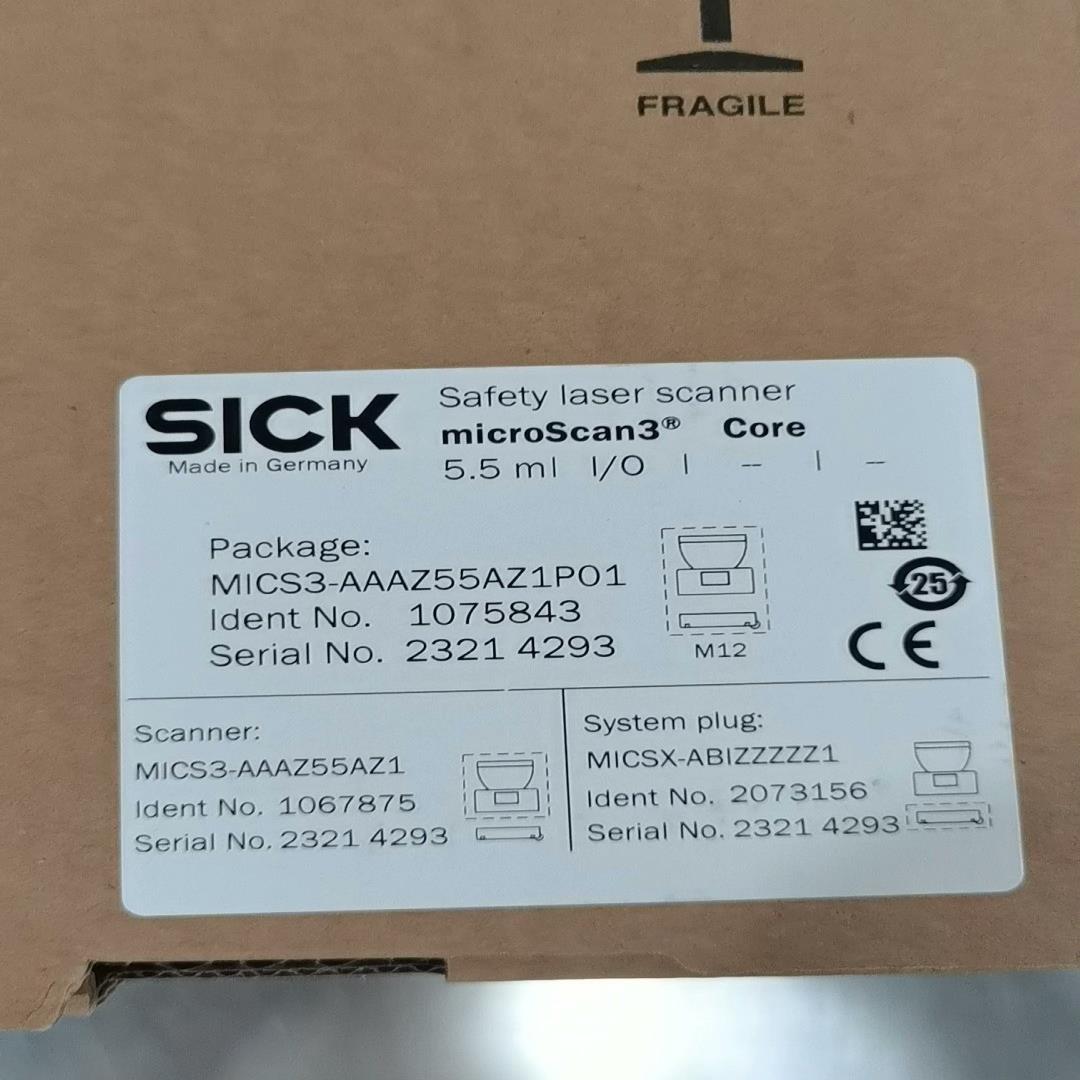 FRAGILE
SICK
Made in Germany
Safety laser scanner
microScan3® Core
5.5 m| I/O | -- | --
Package:
MICS3-AAAZ55AZ1P01
Ident No. 1075843
Serial No. 2321 4293
M12
25
CE
Scanner:
MICS3-AAAZ55AZ1
Ident No. 1067875
Serial No. 2321 4293
System plug:
MICSX-ABIZZZZZ1
Ident No. 2073156
Serial No. 2321 4293